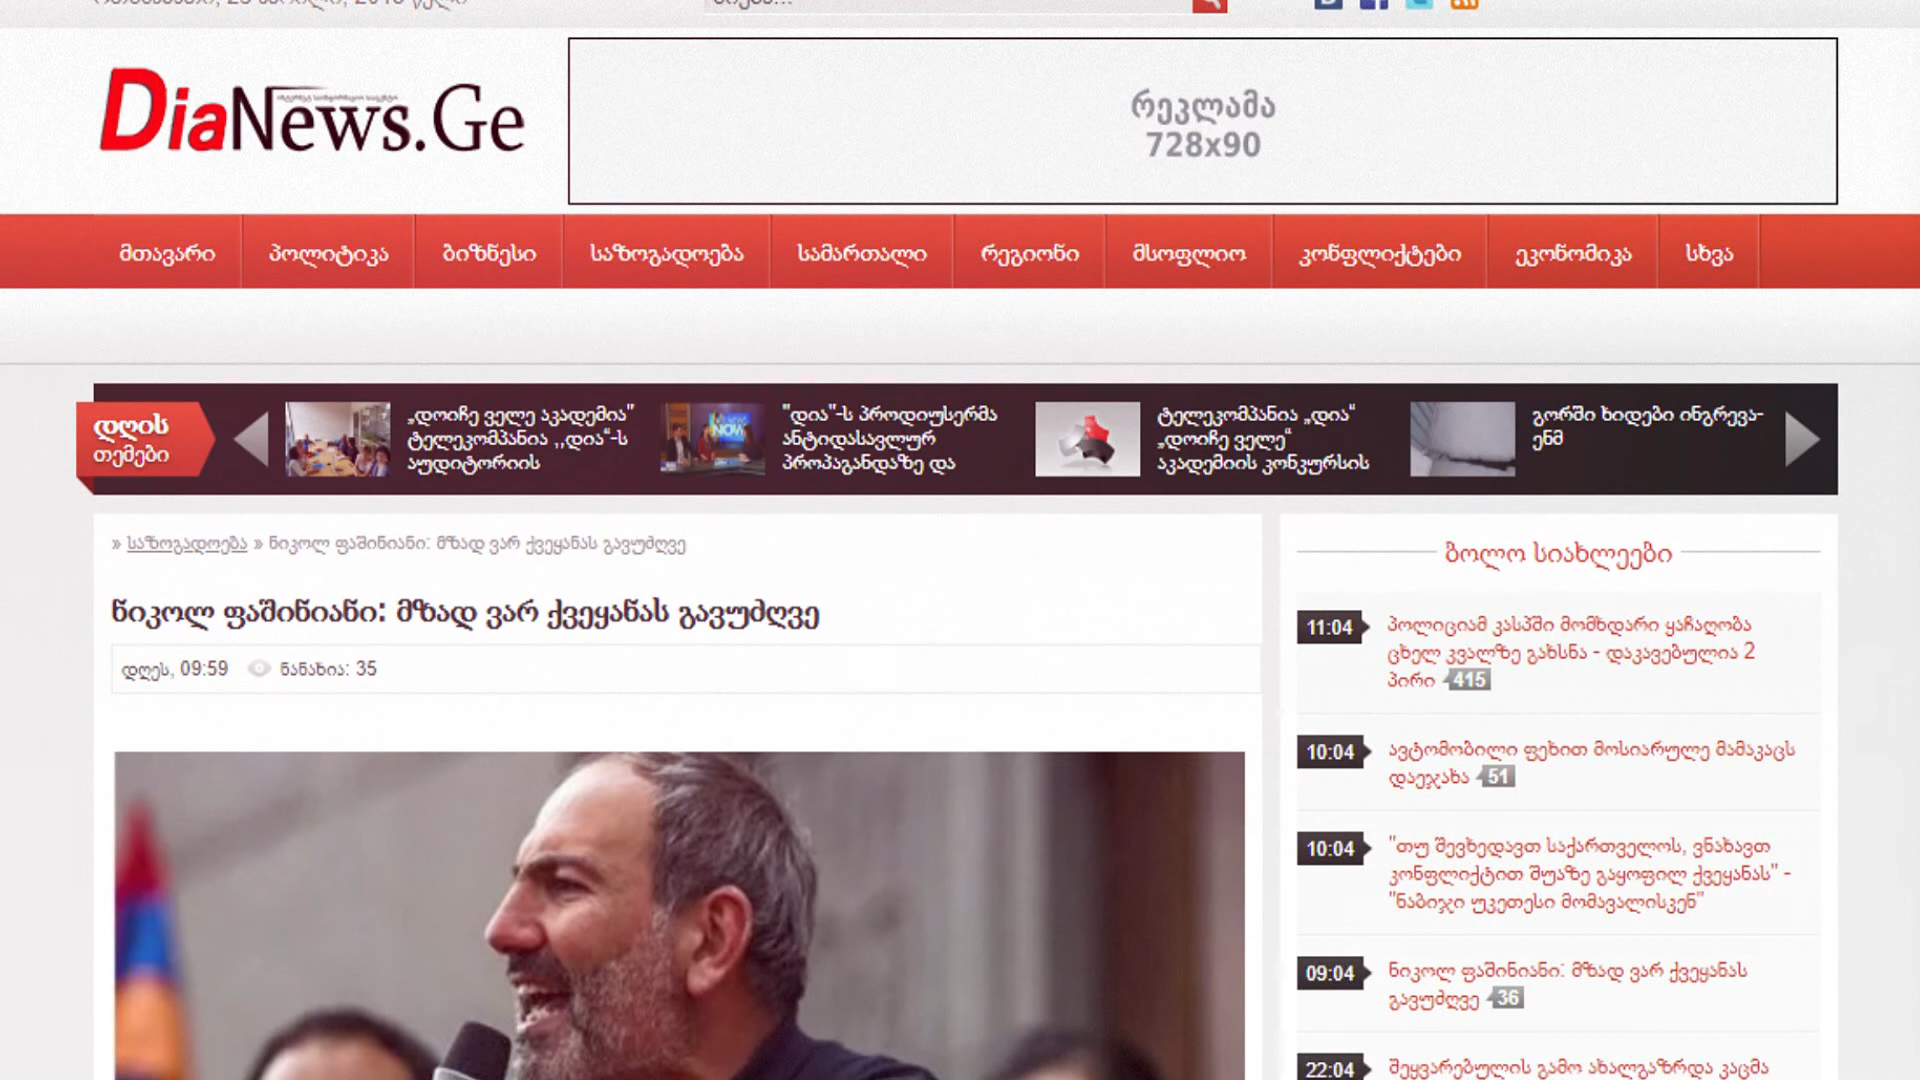 DiaNews.Ge
რეკლამა
728x90
მთავარი პოლიტიკა ბიზნესი საზოგადოება სამართალი რეგიონი მსოფლიო კონფლიქტები ეკონომიკა სხვა
დღის
თემები
„დოიჩე ველე აკადემია"
ტელეკომპანია ,,დია“-ს
აუდიტორიის
"დია"-ს პროდიუსერმა
ანტიდასავლურ
პროპაგანდაზე და
ტელეკომპანია „დია“
„დოიჩე ველე“
აკადემიის კონკურსის
გორში ხიდები ინგრევა-
ენმ
» საზოგადოება » ნიკოლ ფაშინიანი: მზად ვარ ქვეყანას გავუძღვე
ნიკოლ ფაშინიანი: მზად ვარ ქვეყანას გავუძღვე
დღეს, 09:59 ნანახია: 35
ბოლო სიახლეები
11:04 პოლიციამ კასპში მომხდარი ყაჩაღობა
ცხელ კვალზე გახსნა - დაკავებულია 2
პირი 415
10:04 ავტომობილი ფეხით მოსიარულე მამაკაცს
დაეჯახა 51
10:04 "თუ შევხედავთ საქართველოს, ვნახავთ
კონფლიქტით შუაზე გაყოფილ ქვეყანას" -
"ნაბიჯი უკეთესი მომავალისკენ"
09:04 ნიკოლ ფაშინიანი: მზად ვარ ქვეყანას
გავუძღვე 36
22:04 შეყვარებულის გამო ახალგაზრდა კაცმა